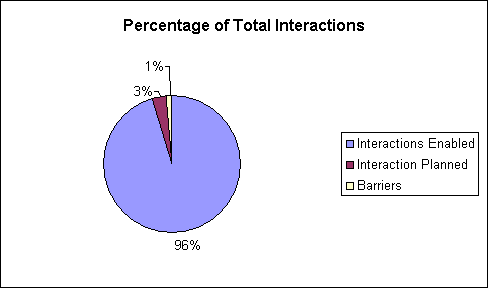 Percentage of Total Interactions
1%
3%
96%
Interactions Enabled
Interaction Planned
Barriers